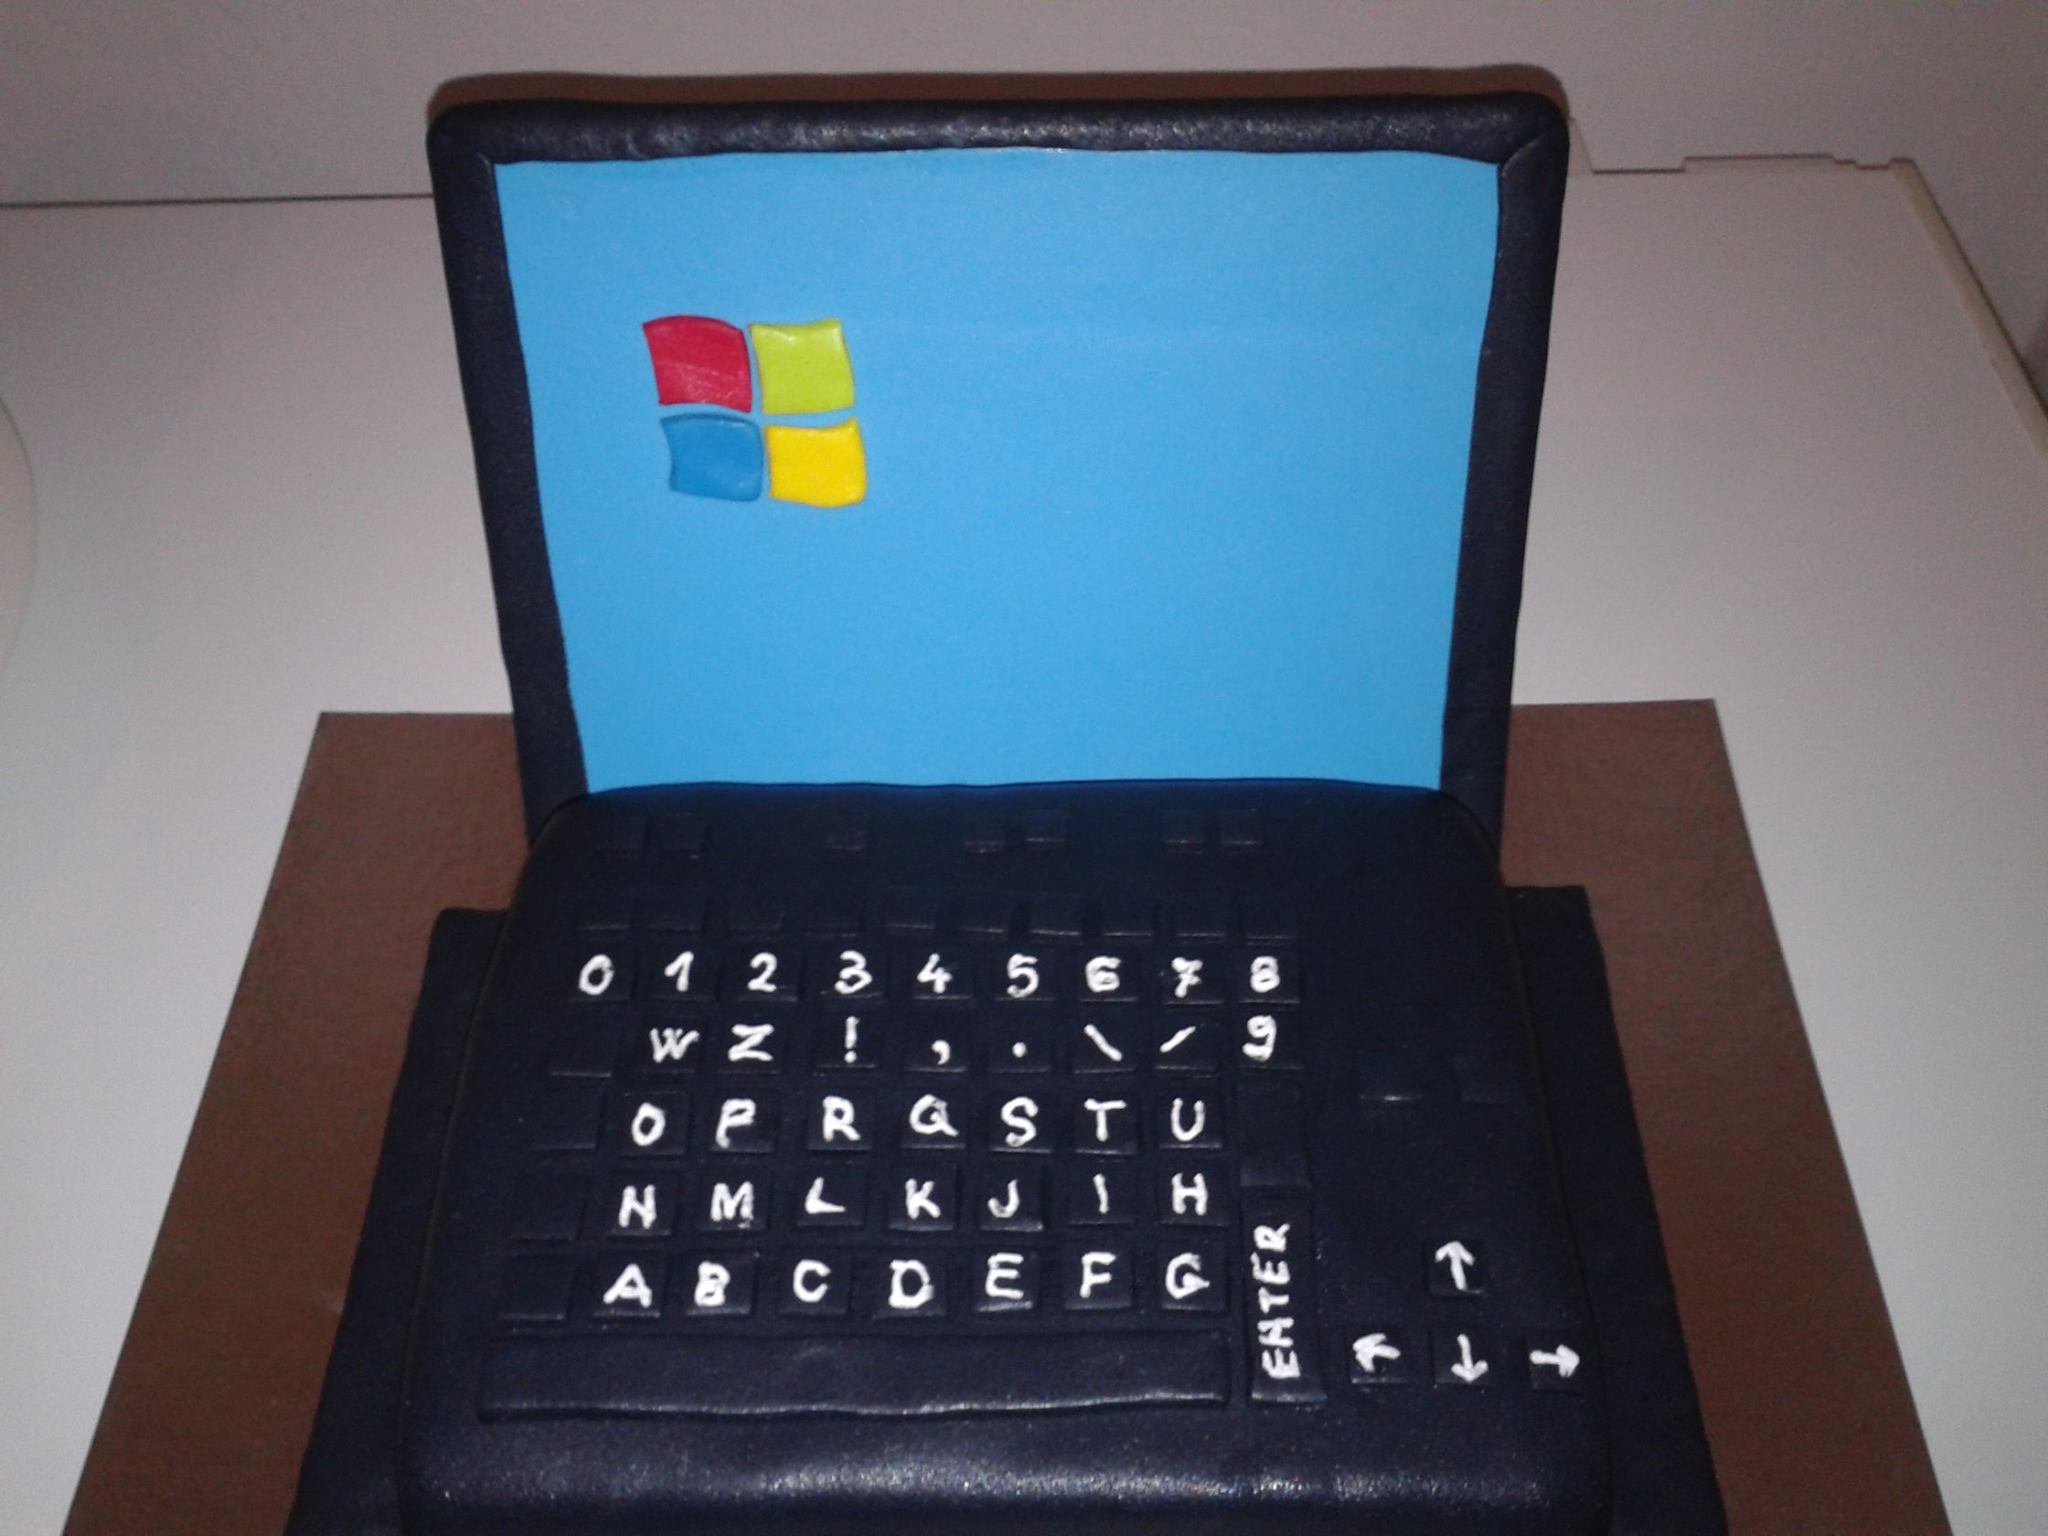 0 1 2 3 4 5 6 7 8
W Z ! , . \ / 9
O P R Q S T U
N M L K J I H
A B C D E F G
ENTER
↑
← ↓ →